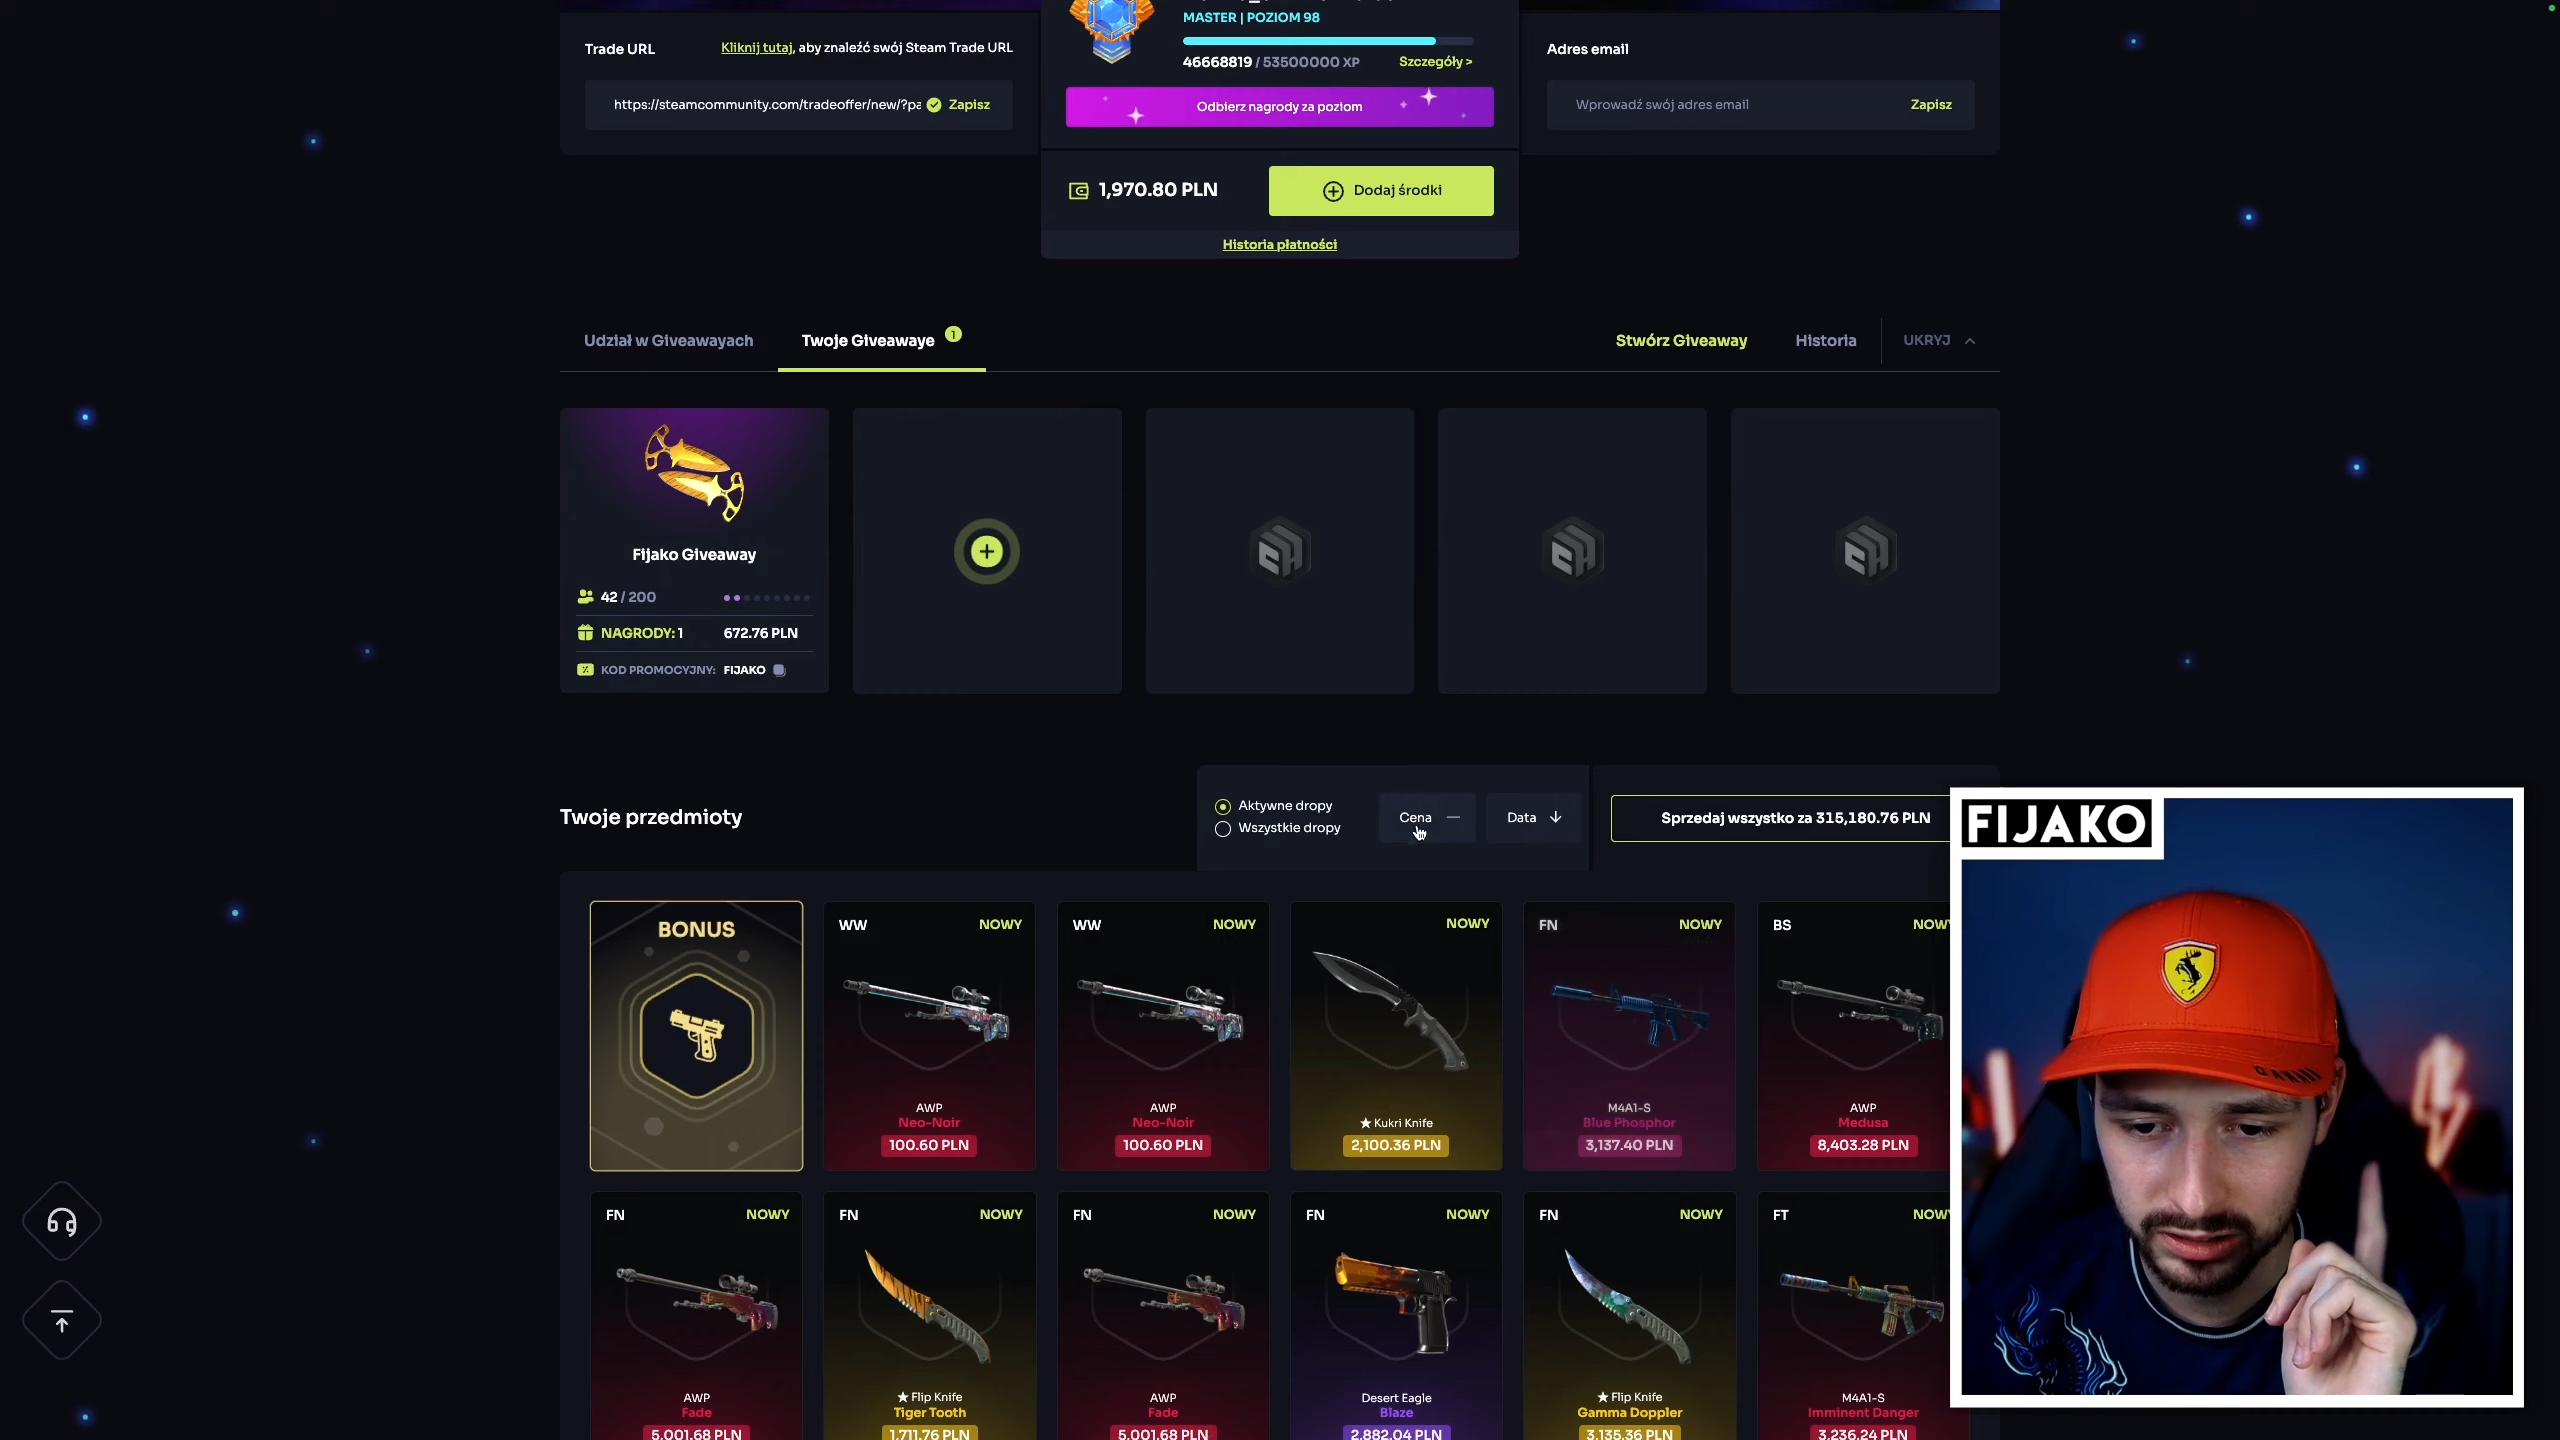 MASTER | POZIOM 98
Trade URL
Kliknij tutaj, aby znaleźć swój Steam Trade URL
46668819 / 53500000 XP
Szczegóły >
Adres email
https://steamcommunity.com/tradeoffer/new/?pa
Zapisz
Odbierz nagrody za poziom
Wprowadź swój adres email
Zapisz
1,970.80 PLN
Dodaj środki
Historia płatności
Udział w Giveawayach
Twoje Giveawaye 1
Stwórz Giveaway
Historia
UKRYJ
Fijako Giveaway
42 / 200
NAGRODY: 1
672.76 PLN
KOD PROMOCYJNY: FIJAKO
Twoje przedmioty
Aktywne dropy
Wszystkie dropy
Cena
Data
Sprzedaj wszystko za 315,180.76 PLN
FIJAKO
BONUS
WW NOWY
AWP
Neo-Noir
100.60 PLN
WW NOWY
AWP
Neo-Noir
100.60 PLN
NOWY
★ Kukri Knife
2,100.36 PLN
FN NOWY
M4A1-S
Blue Phosphor
3,137.40 PLN
BS NOWY
AWP
Medusa
8,403.28 PLN
FN NOWY
AWP
Fade
5,001.68 PLN
FN NOWY
★ Flip Knife
Tiger Tooth
1,711.76 PLN
FN NOWY
AWP
Fade
5,001.68 PLN
FN NOWY
Desert Eagle
Blaze
2,882.04 PLN
FN NOWY
★ Flip Knife
Gamma Doppler
3,135.36 PLN
FT NOWY
M4A1-S
Imminent Danger
3,236.24 PLN